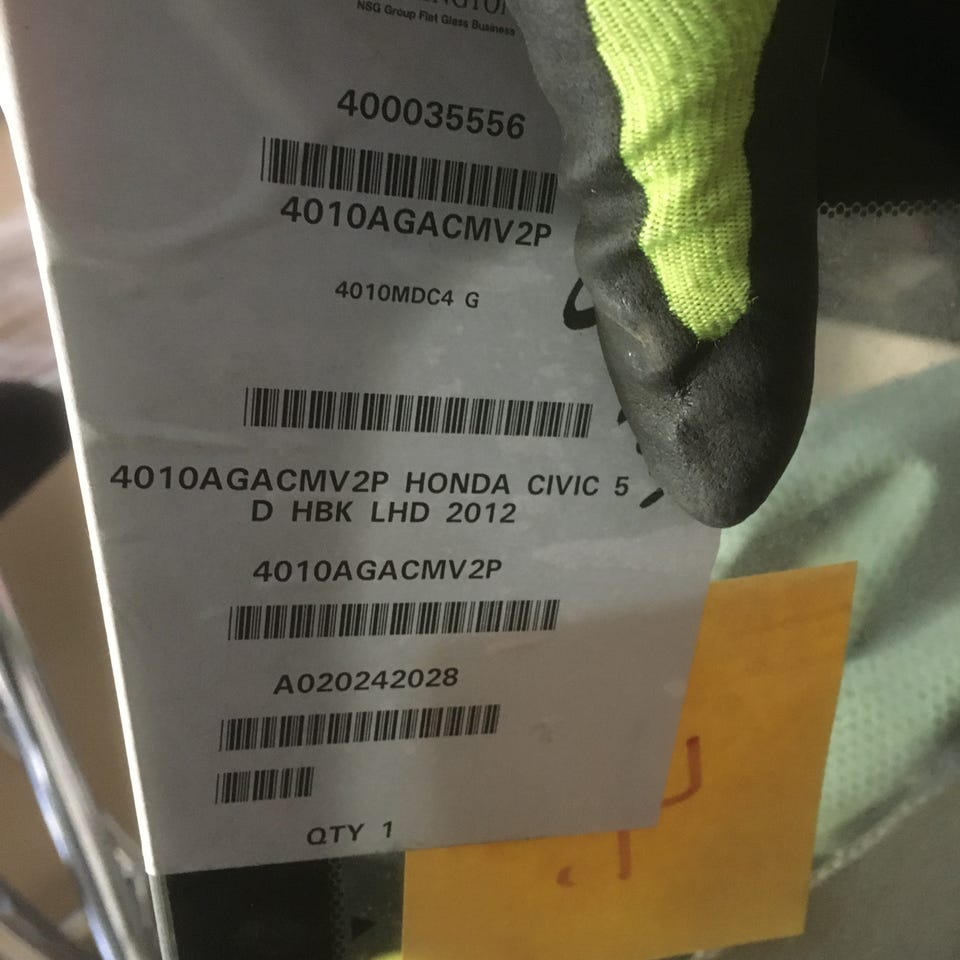 NSG Group Flat Glass Business
400035556
4010AGACMV2P
4010MDC4 G
4010AGACMV2P HONDA CIVIC 5
D HBK LHD 2012
4010AGACMV2P
A020242028
QTY 1